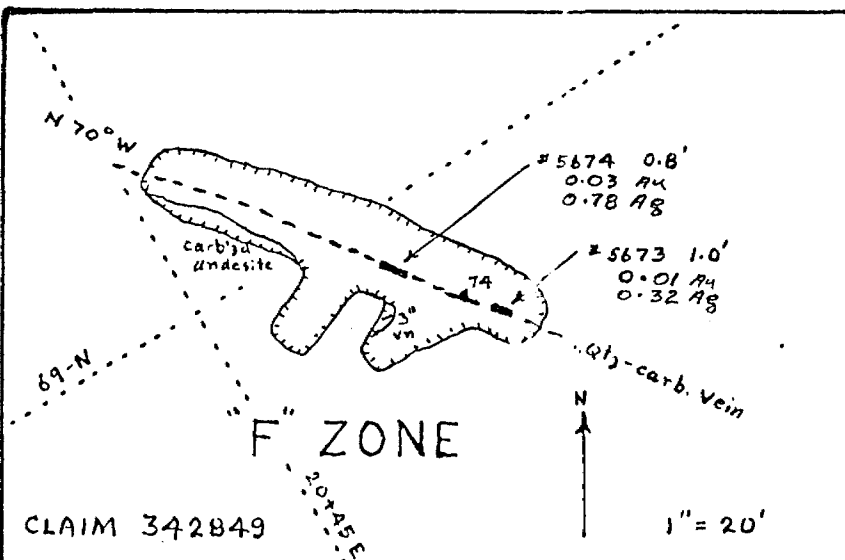 N 70° W
#5674 0.8'
0.03 Au
0.78 Ag
carb'zd
andesite
74
#5673 1.0'
0.01 Au
0.32 Ag
3"
vn
Qtz-carb. Vein
69-N
N
"F" ZONE
20+45E
CLAIM 342849
1" = 20'